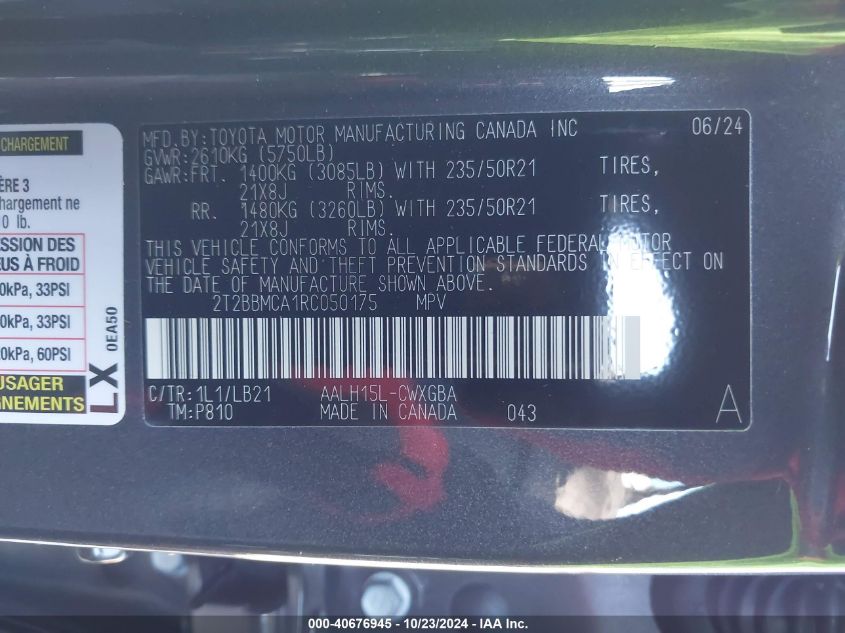 CHARGEMENT
ÈRE 3
chargement ne
0 lb.
ESSION DES
EUS À FROID
0kPa, 33PSI
0kPa, 33PSI
0kPa, 60PSI
USAGER
GNEMENTS
LX
0EA50
MFD.BY:TOYOTA MOTOR MANUFACTURING CANADA INC 06/24
GVWR:2610KG (5750LB)
GAWR:FRT. 1400KG (3085LB) WITH 235/50R21 TIRES,
21X8J RIMS.
RR. 1480KG (3260LB) WITH 235/50R21 TIRES,
21X8J RIMS.
THIS VEHICLE CONFORMS TO ALL APPLICABLE FEDERAL MOTOR
VEHICLE SAFETY AND THEFT PREVENTION STANDARDS IN EFFECT ON
THE DATE OF MANUFACTURE SHOWN ABOVE.
2T2BBMCA1RC050175 MPV
C/TR:1L1/LB21 AALH15L-CWXGBA
TM:P810 MADE IN CANADA 043 A
000-40676945 - 10/23/2024 - IAA Inc.